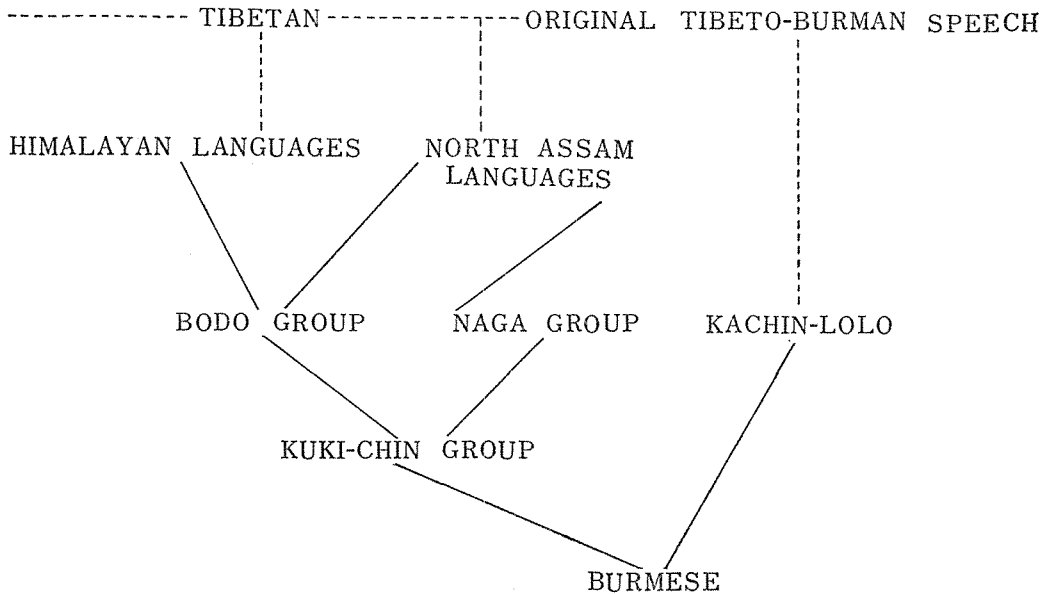 TIBETAN ORIGINAL TIBETO-BURMAN SPEECH
HIMALAYAN LANGUAGES
NORTH ASSAM
LANGUAGES
BODO GROUP
NAGA GROUP
KACHIN-LOLO
KUKI-CHIN GROUP
BURMESE